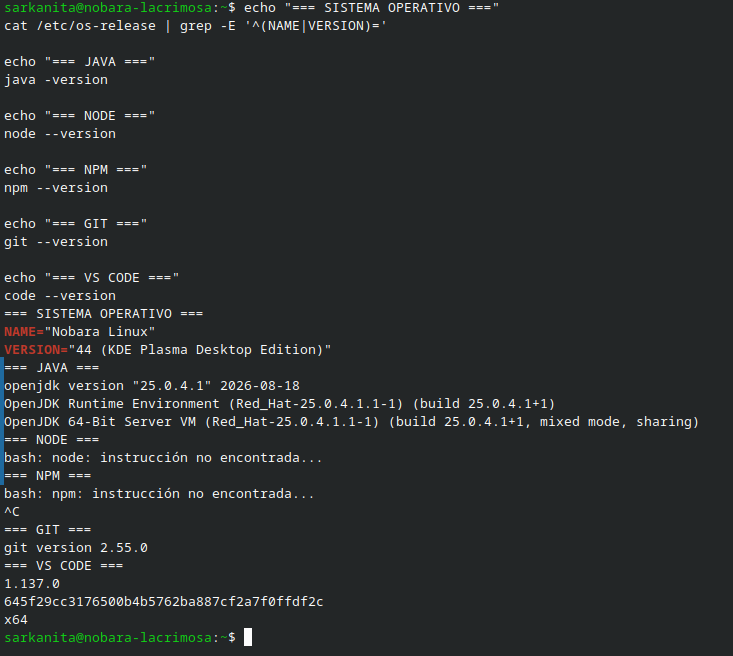 sarkanita@nobara-lacrimosa:~$ echo "=== SISTEMA OPERATIVO ==="
cat /etc/os-release | grep -E '^(NAME|VERSION)='
echo "=== JAVA ==="
java -version
echo "=== NODE ==="
node --version
echo "=== NPM ==="
npm --version
echo "=== GIT ==="
git --version
echo "=== VS CODE ==="
code --version
=== SISTEMA OPERATIVO ===
NAME="Nobara Linux"
VERSION="44 (KDE Plasma Desktop Edition)"
=== JAVA ===
openjdk version "25.0.4.1" 2026-08-18
OpenJDK Runtime Environment (Red_Hat-25.0.4.1.1-1) (build 25.0.4.1+1)
OpenJDK 64-Bit Server VM (Red_Hat-25.0.4.1.1-1) (build 25.0.4.1+1, mixed mode, sharing)
=== NODE ===
bash: node: instrucción no encontrada...
=== NPM ===
bash: npm: instrucción no encontrada...
^C
=== GIT ===
git version 2.55.0
=== VS CODE ===
1.137.0
645f29cc3176500b4b5762ba887cf2a7f0ffdf2c
x64
sarkanita@nobara-lacrimosa:~$